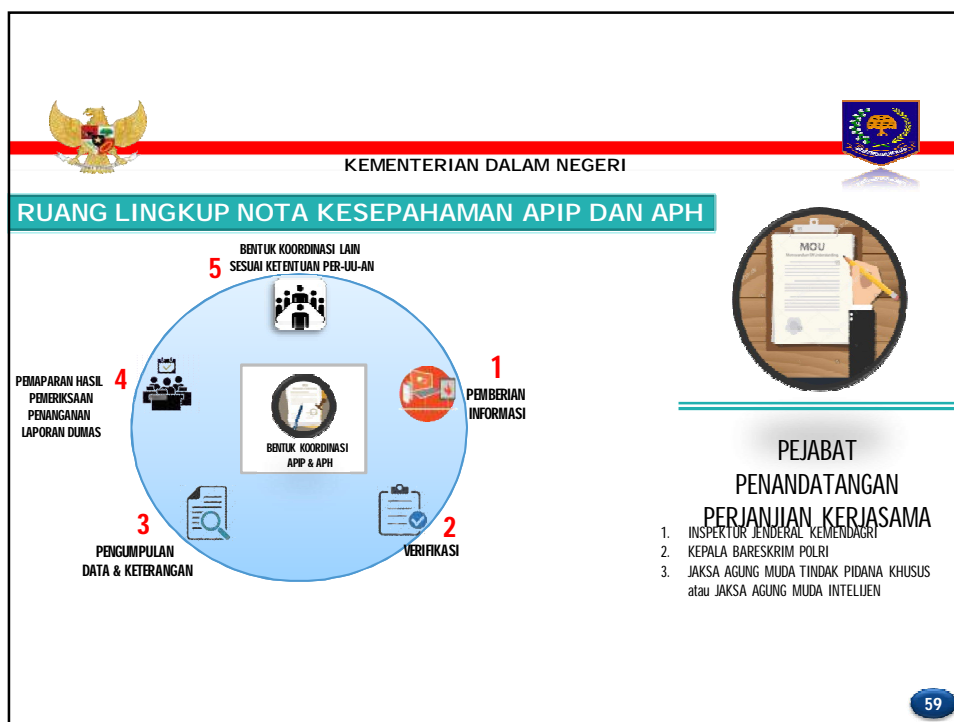 KEMENTERIAN DALAM NEGERI
RUANG LINGKUP NOTA KESEPAHAMAN APIP DAN APH
BENTUK KOORDINASI LAIN
5 SESUAI KETENTUAN PER-UU-AN
1
PEMBERIAN
INFORMASI
2
VERIFIKASI
3
PENGUMPULAN
DATA & KETERANGAN
PEMAPARAN HASIL 4
PEMERIKSAAN
PENANGANAN
LAPORAN DUMAS
BENTUK KOORDINASI
APIP & APH
MOU
PEJABAT
PENANDATANGAN
PERJANJIAN KERJASAMA
1. INSPEKTUR JENDERAL KEMENDAGRI
2. KEPALA BARESKRIM POLRI
3. JAKSA AGUNG MUDA TINDAK PIDANA KHUSUS
atau JAKSA AGUNG MUDA INTELIJEN
59